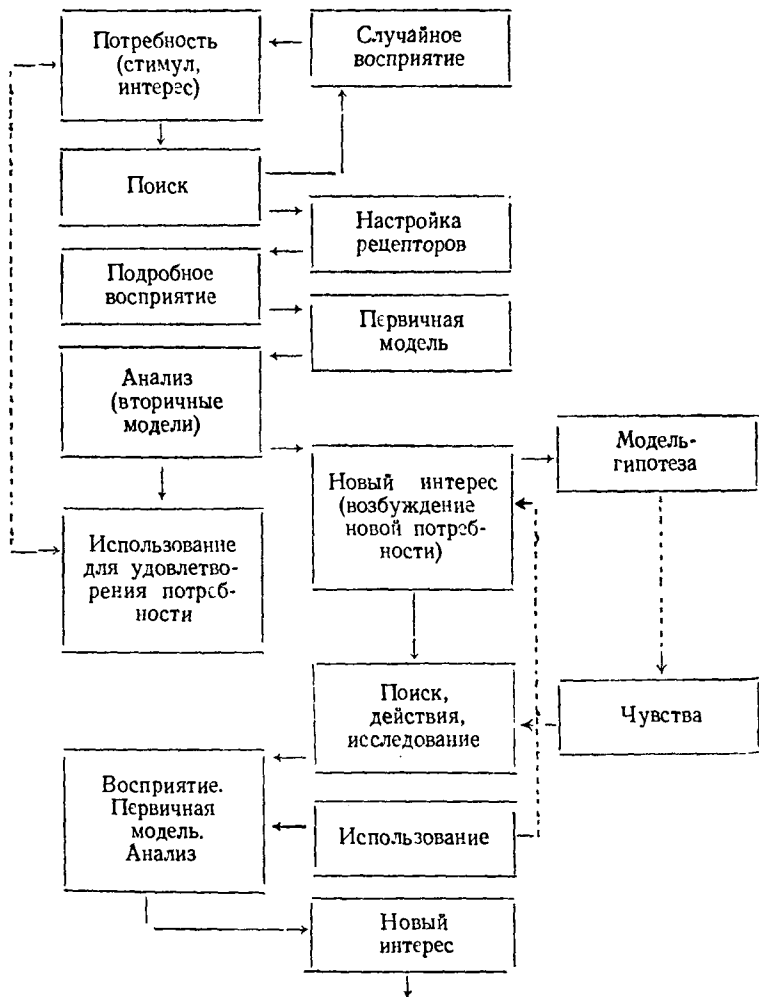 Потребность
(стимул,
интерес)
Случайное
восприятие
Поиск
Настройка
рецепторов
Подробное
восприятие
Первичная
модель
Анализ
(вторичные
модели)
Модель-
гипотеза
Новый интерес
(возбуждение
новой потреб-
ности)
Использование
для удовлетво-
рения потреб-
ности
Поиск,
действия,
исследование
Чувства
Восприятие.
Первичная
модель.
Анализ
Использование
Новый
интерес